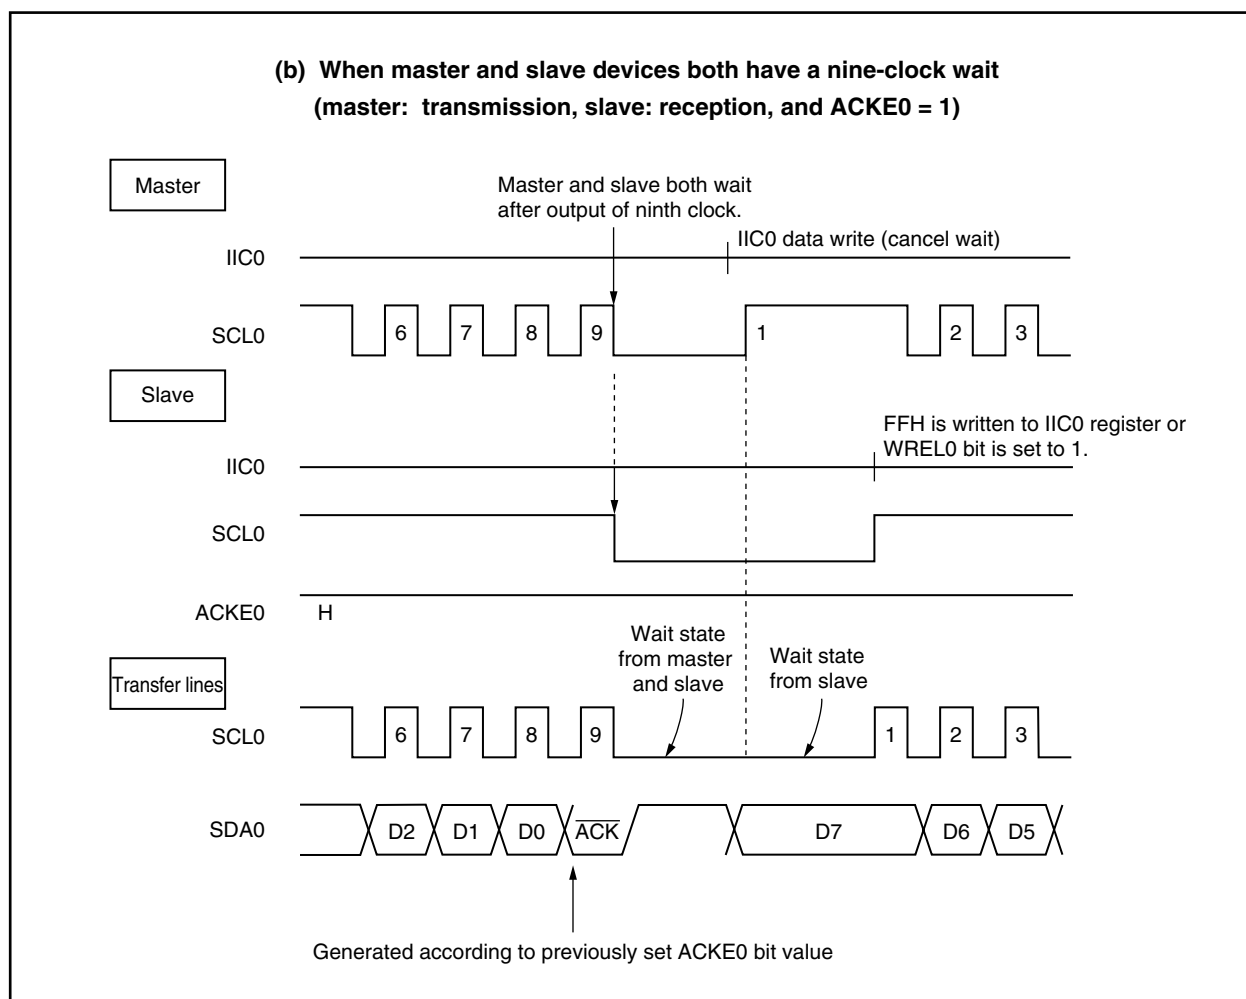 (b) When master and slave devices both have a nine-clock wait
(master: transmission, slave: reception, and ACKE0 = 1)
Master
Master and slave both wait
after output of ninth clock.
IIC0 data write (cancel wait)
IIC0
SCL0
6 7 8 9 1 2 3
Slave
FFH is written to IIC0 register or
WREL0 bit is set to 1.
IIC0
SCL0
ACKE0 H
Wait state
from master
and slave
Wait state
from slave
Transfer lines
SCL0
6 7 8 9 1 2 3
SDA0
D2 D1 D0 ACK D7 D6 D5
Generated according to previously set ACKE0 bit value